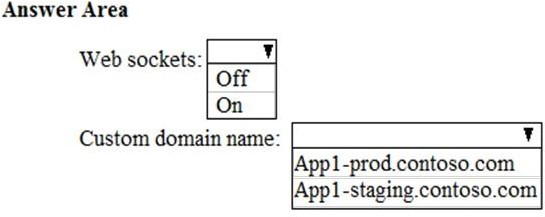 Answer Area
Web sockets:
Off
On
Custom domain name:
App1-prod.contoso.com
App1-staging.contoso.com